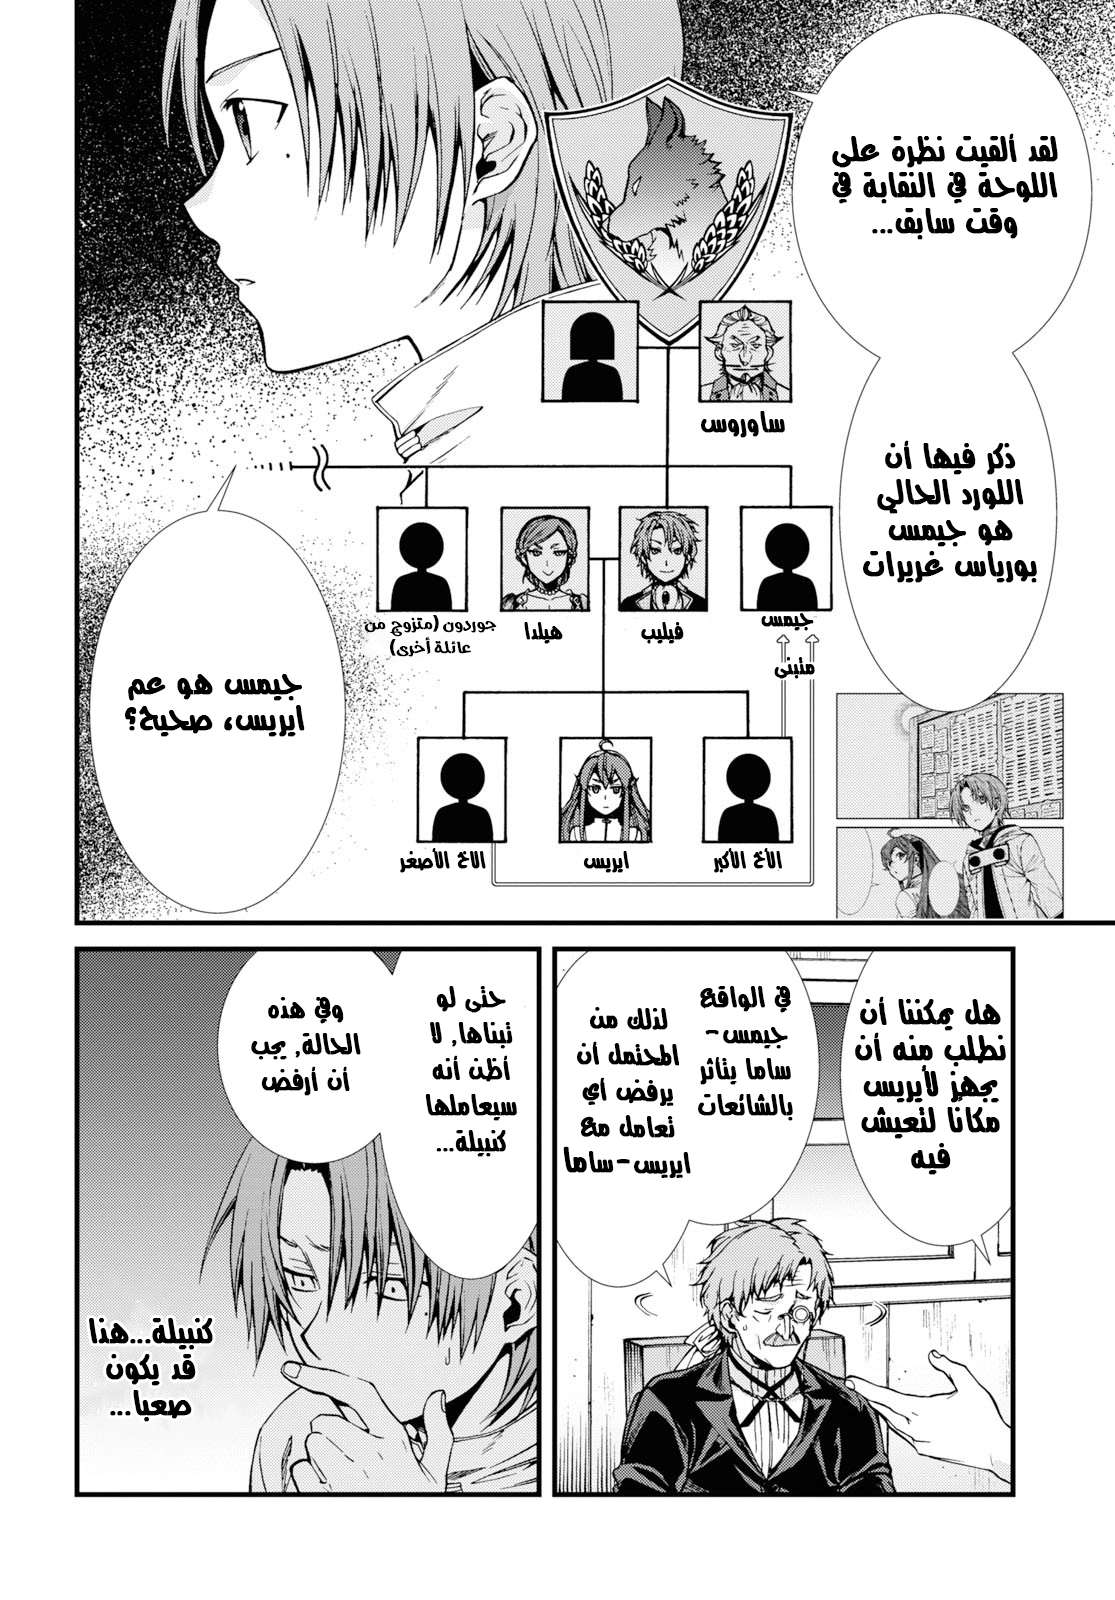 لقد ألقيت نظرة على
اللوحة في النقابة في
وقت سابق...
ذكر فيها أن
اللورد الحالي
هو جيمس
بورياس غريرات
ساوروس
جيمس
فيليب
هيلدا
جوردون (متزوج من
عائلة أخرى)
متبنى
الأخ الأكبر
ايريس
الاخ الأصغر
جيمس هو عم
ايريس، صحيح؟
هل يمكننا أن
نطلب منه أن
يجهز لأيريس
مكانًا لتعيش
فيه
في الواقع
جيمس-
ساما يتأثر
بالشائعات
لذلك من
المحتمل أن
يرفض أي
تعامل مع
ايريس-ساما
حتى لو
تبناها, لا
أظن أنه
سيعاملها
كنبيلة...
وفي هذه
الحالة, يجب
أن أرفض
كنبيلة...هذا
قد يكون
صعبا...